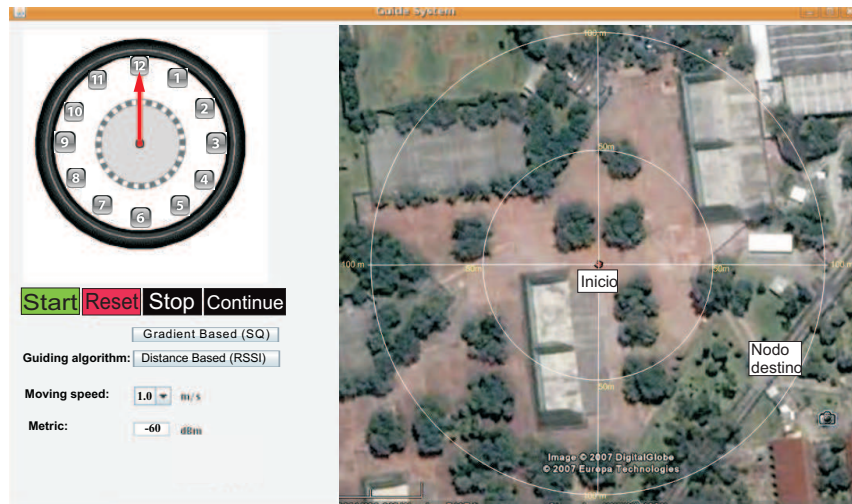 Guide System
12
11
1
10
2
9
3
8
4
7
5
6
Start
Reset
Stop
Continue
Gradient Based (SQ)
Guiding algorithm:
Distance Based (RSSI)
Moving speed:
1.0
m/s
Metric:
-60
dBm
100 m
50m
100 m
50m
50m
100 m
Inicio
Nodo
destino
50m
Image © 2007 DigitalGlobe
© 2007 Europa Technologies
100 m